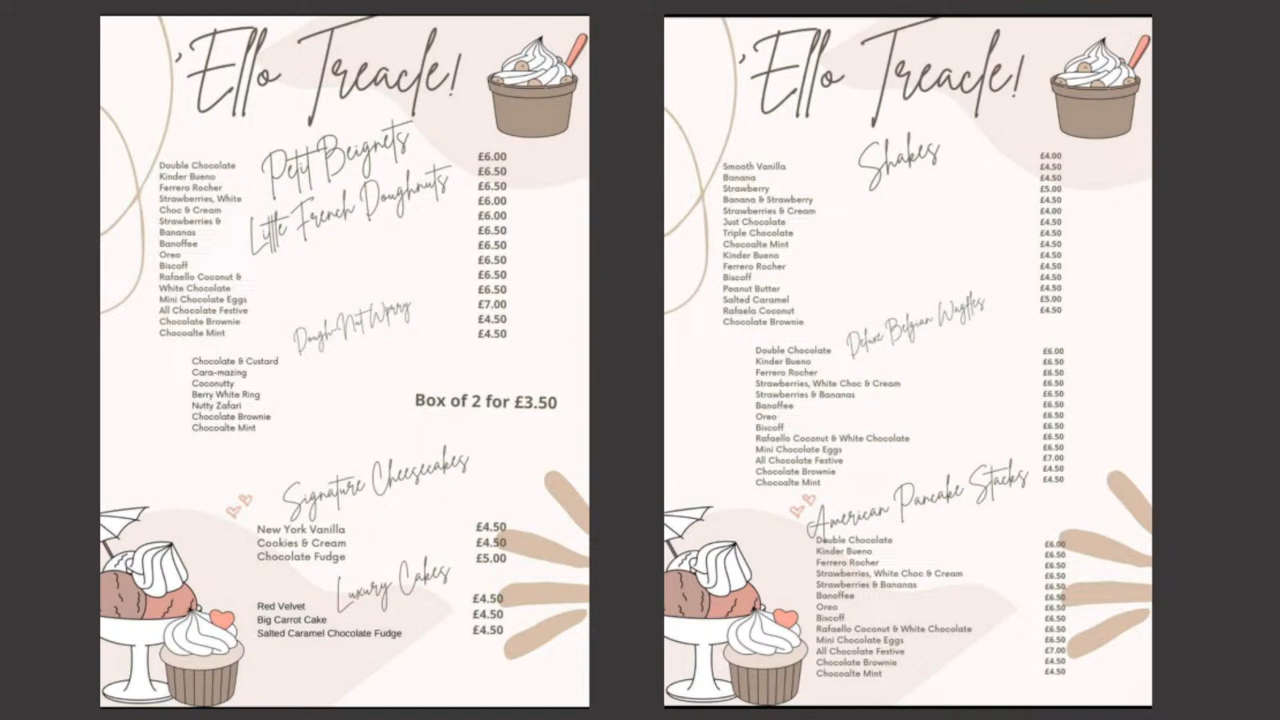 'Ello Treacle!
Petit Beignets
Little French Doughnuts
Double Chocolate
Kinder Bueno
Ferrero Rocher
Strawberries, White
Choc & Cream
Strawberries &
Bananas
Banoffee
Oreo
Biscoff
Rafaello Coconut &
White Chocolate
Mini Chocolate Eggs
All Chocolate Festive
Chocolate Brownie
Chocoalte Mint
£6.00
£6.50
£6.50
£6.00
£6.00
£6.50
£6.50
£6.50
£6.50
£6.50
£7.00
£4.50
£4.50
Dough-Nut Worry
Chocolate & Custard
Cara-mazing
Coconutty
Berry White Ring
Nutty Zafari
Chocolate Brownie
Chocoalte Mint
Box of 2 for £3.50
Signature Cheesecakes
New York Vanilla £4.50
Cookies & Cream £4.50
Chocolate Fudge £5.00
Luxury Cakes
Red Velvet £4.50
Big Carrot Cake £4.50
Salted Caramel Chocolate Fudge £4.50
'Ello Treacle!
Shakes
Smooth Vanilla
Banana
Strawberry
Banana & Strawberry
Strawberries & Cream
Just Chocolate
Triple Chocolate
Chocoalte Mint
Kinder Bueno
Ferrero Rocher
Biscoff
Peanut Butter
Salted Caramel
Rafaela Coconut
Chocolate Brownie
£4.00
£4.50
£4.50
£5.00
£4.50
£4.00
£4.50
£4.50
£4.50
£4.50
£4.50
£4.50
£4.50
£5.00
£4.50
Deluxe Belgian Waffles
Double Chocolate £6.00
Kinder Bueno £6.50
Ferrero Rocher £6.50
Strawberries, White Choc & Cream £6.50
Strawberries & Bananas £6.50
Banoffee £6.50
Oreo £6.50
Biscoff £6.50
Rafaello Coconut & White Chocolate £6.50
Mini Chocolate Eggs £6.50
All Chocolate Festive £7.00
Chocolate Brownie £4.50
Chocoalte Mint £4.50
American Pancake Stacks
Double Chocolate £6.00
Kinder Bueno £6.50
Ferrero Rocher £6.50
Strawberries, White Choc & Cream £6.50
Strawberries & Bananas £6.50
Banoffee £6.50
Oreo £6.50
Biscoff £6.50
Rafaello Coconut & White Chocolate £6.50
Mini Chocolate Eggs £6.50
All Chocolate Festive £7.00
Chocolate Brownie £4.50
Chocoalte Mint £4.50